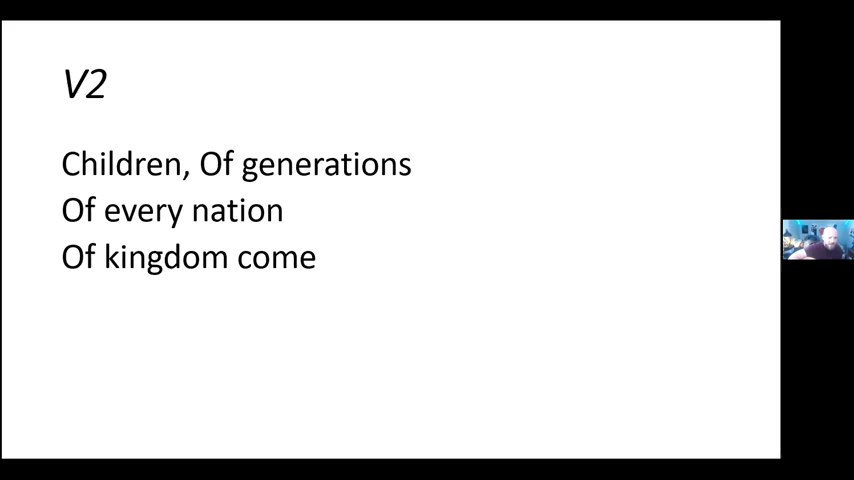 V2
Children, Of generations
Of every nation
Of kingdom come